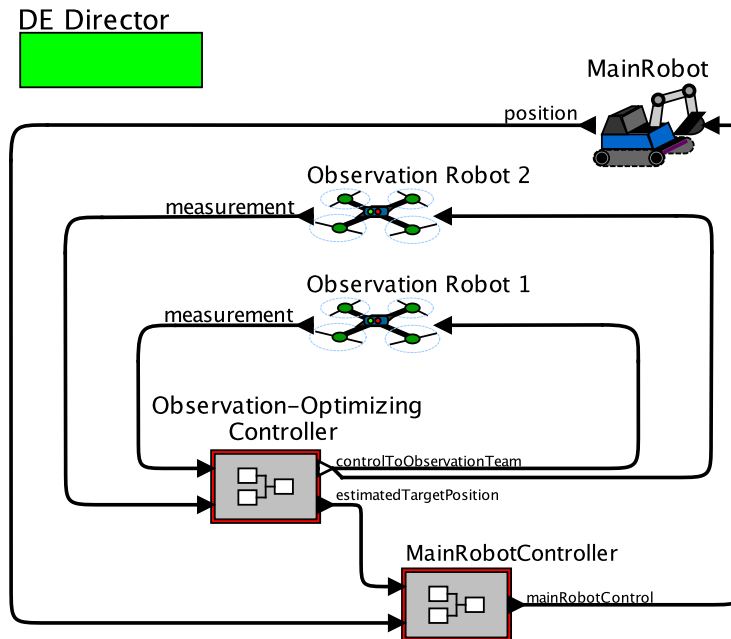 DE Director
MainRobot
position
Observation Robot 2
measurement
Observation Robot 1
measurement
Observation-Optimizing
Controller
controlToObservationTeam
estimatedTargetPosition
MainRobotController
mainRobotControl